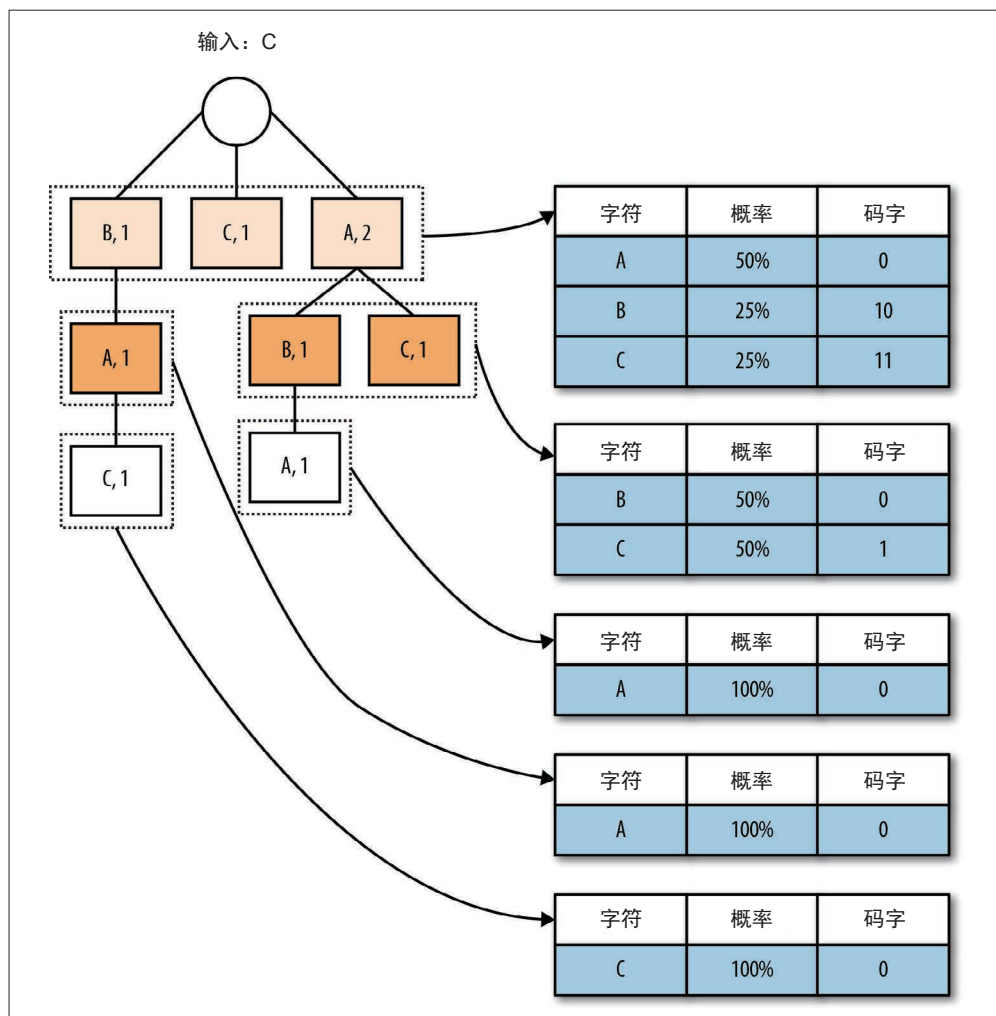 输入：C
B, 1
C, 1
A, 2
A, 1
B, 1
C, 1
C, 1
A, 1
字符 概率 码字
A 50% 0
B 25% 10
C 25% 11
字符 概率 码字
B 50% 0
C 50% 1
字符 概率 码字
A 100% 0
字符 概率 码字
A 100% 0
字符 概率 码字
C 100% 0